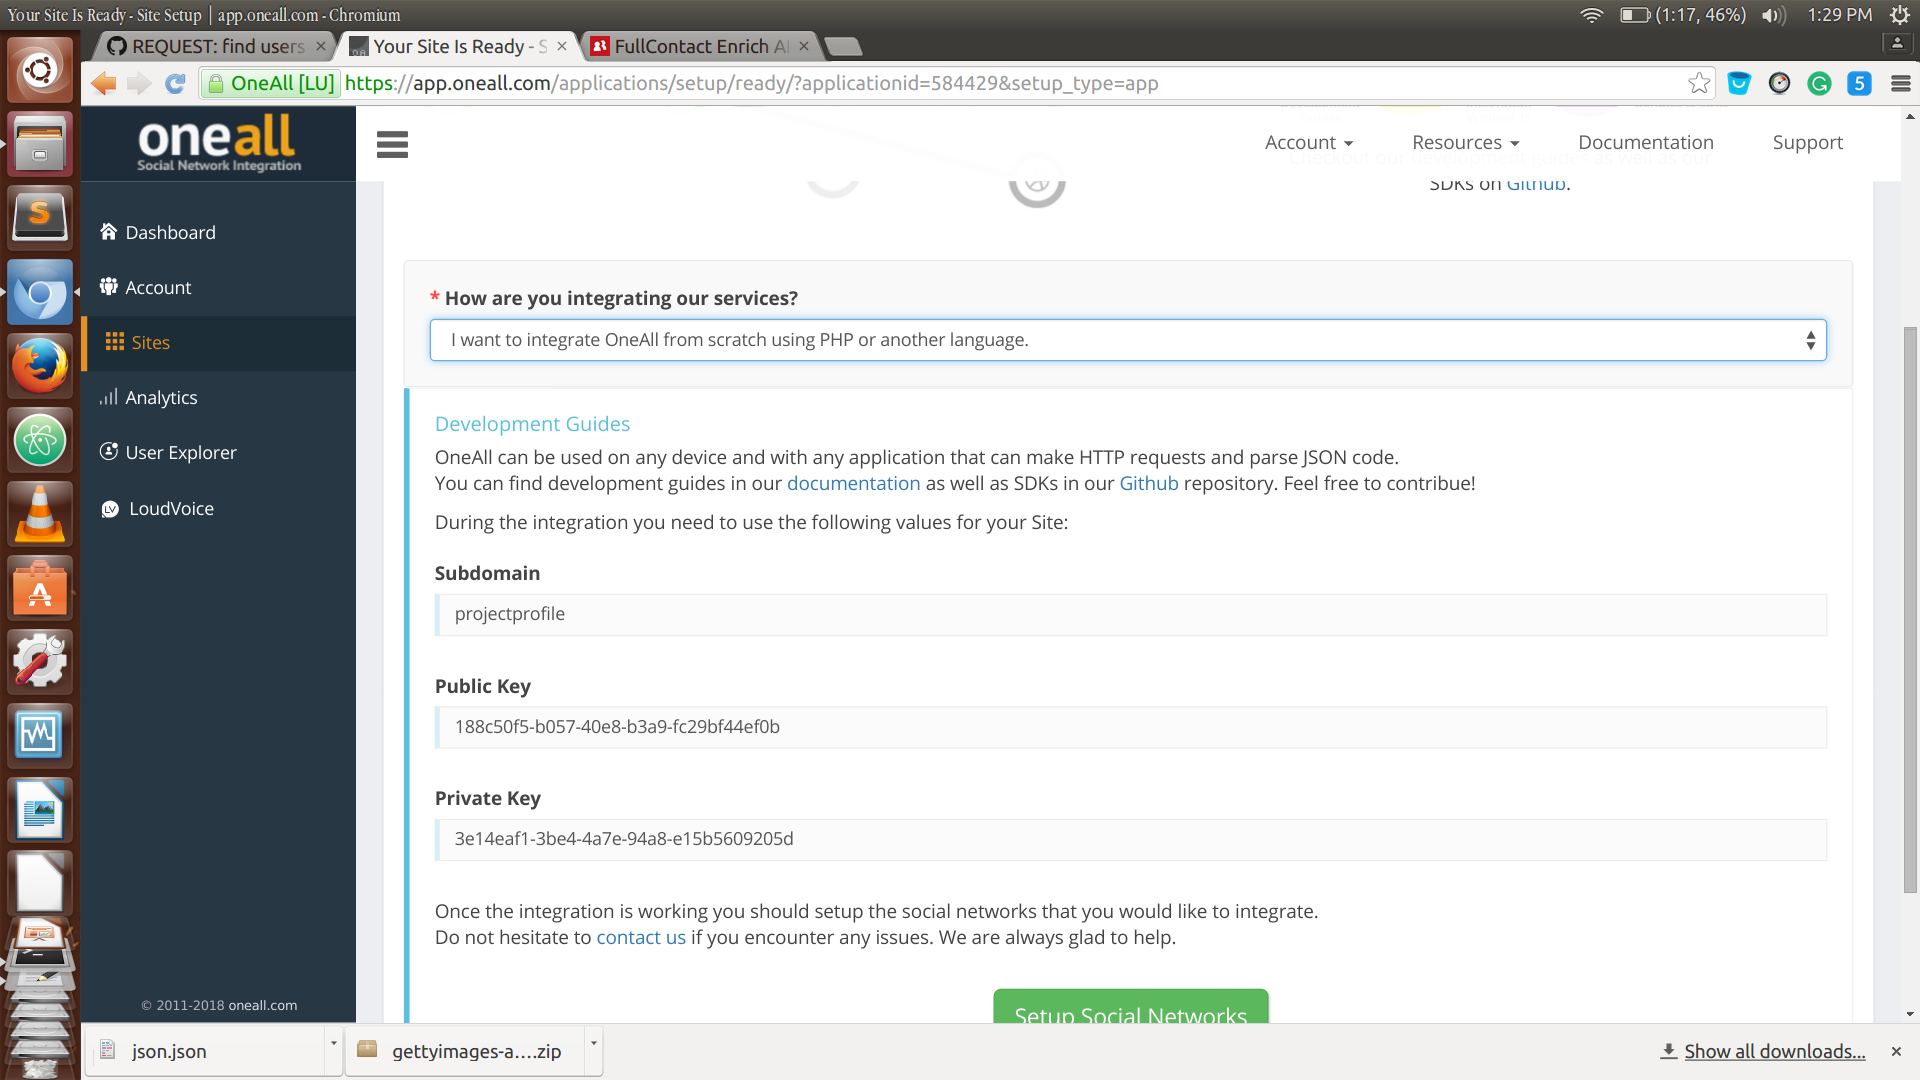 Your Site Is Ready - Site Setup | app.oneall.com - Chromium
(1:17, 46%)
1:29 PM
REQUEST: find users
Your Site Is Ready - S
FullContact Enrich A
OneAll [LU]
https://app.oneall.com/applications/setup/ready/?applicationid=584429&setup_type=app
5
oneall
Social Network Integration
Account
Resources
Documentation
Support
Checkout our development guides as well as our
SDKs on Github.
Dashboard
Account
Sites
Analytics
User Explorer
LV LoudVoice
* How are you integrating our services?
I want to integrate OneAll from scratch using PHP or another language.
Development Guides
OneAll can be used on any device and with any application that can make HTTP requests and parse JSON code.
You can find development guides in our documentation as well as SDKs in our Github repository. Feel free to contribue!
During the integration you need to use the following values for your Site:
Subdomain
projectprofile
Public Key
188c50f5-b057-40e8-b3a9-fc29bf44ef0b
Private Key
3e14eaf1-3be4-4a7e-94a8-e15b5609205d
Once the integration is working you should setup the social networks that you would like to integrate.
Do not hesitate to contact us if you encounter any issues. We are always glad to help.
Setup Social Networks
© 2011-2018 oneall.com
json.json
gettyimages-a....zip
Show all downloads...